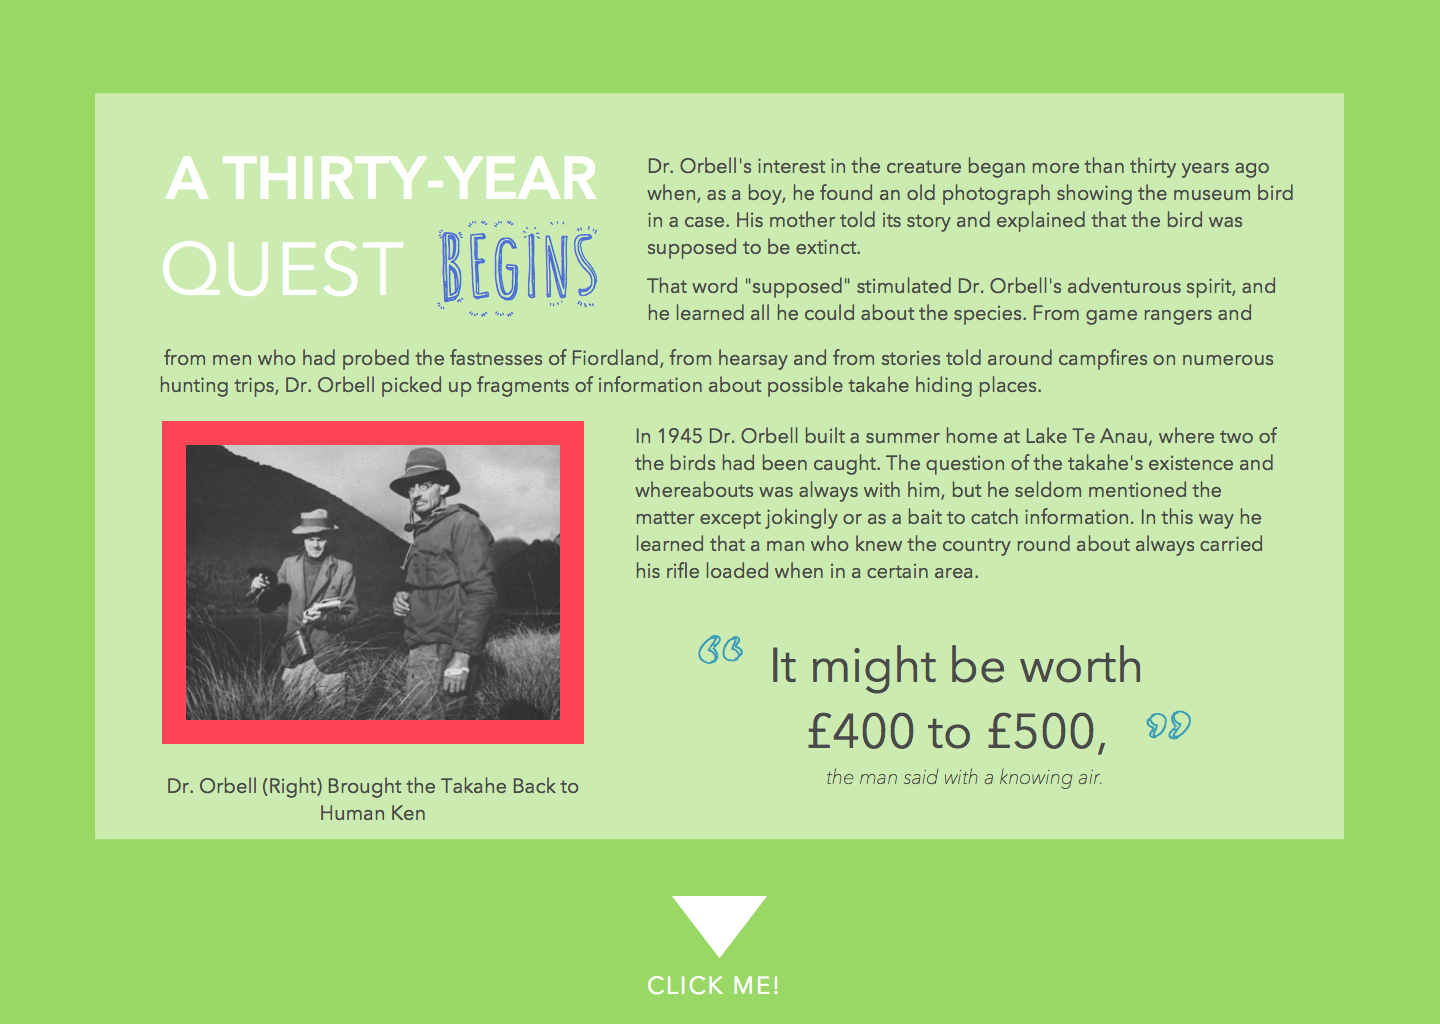 A THIRTY-YEAR
QUEST BEGINS
Dr. Orbell's interest in the creature began more than thirty years ago
when, as a boy, he found an old photograph showing the museum bird
in a case. His mother told its story and explained that the bird was
supposed to be extinct.
That word "supposed" stimulated Dr. Orbell's adventurous spirit, and
he learned all he could about the species. From game rangers and
from men who had probed the fastnesses of Fiordland, from hearsay and from stories told around campfires on numerous
hunting trips, Dr. Orbell picked up fragments of information about possible takahe hiding places.
In 1945 Dr. Orbell built a summer home at Lake Te Anau, where two of
the birds had been caught. The question of the takahe's existence and
whereabouts was always with him, but he seldom mentioned the
matter except jokingly or as a bait to catch information. In this way he
learned that a man who knew the country round about always carried
his rifle loaded when in a certain area.
“ It might be worth
£400 to £500, ”
the man said with a knowing air.
Dr. Orbell (Right) Brought the Takahe Back to
Human Ken
CLICK ME!